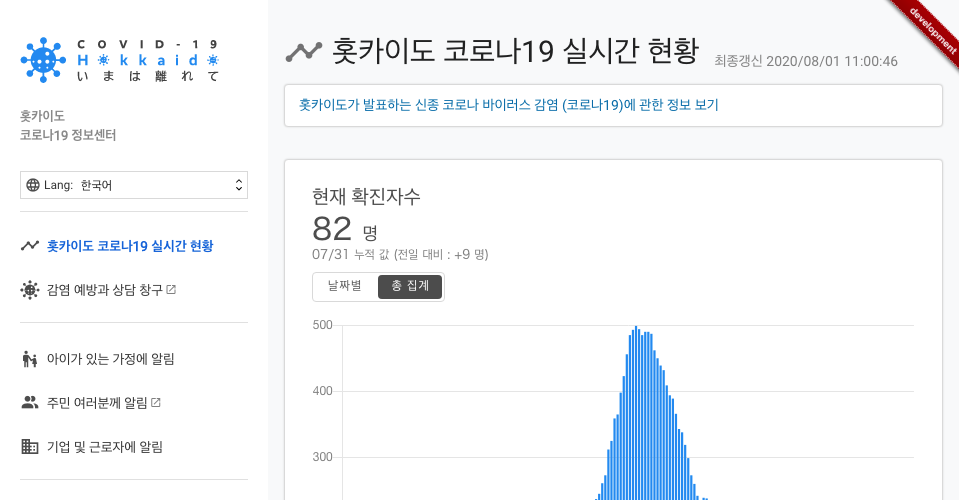 COVID-19
Hokkaido
いまは離れて
홋카이도
코로나19 정보센터
Lang: 한국어
홋카이도 코로나19 실시간 현황
감염 예방과 상담 창구
아이가 있는 가정에 알림
주민 여러분께 알림
기업 및 근로자에 알림
development
홋카이도 코로나19 실시간 현황
최종갱신 2020/08/01 11:00:46
홋카이도가 발표하는 신종 코로나 바이러스 감염 (코로나19)에 관한 정보 보기
현재 확진자수
82 명
07/31 누적 값 (전일 대비 : +9 명)
날짜별 총 집계
500
400
300